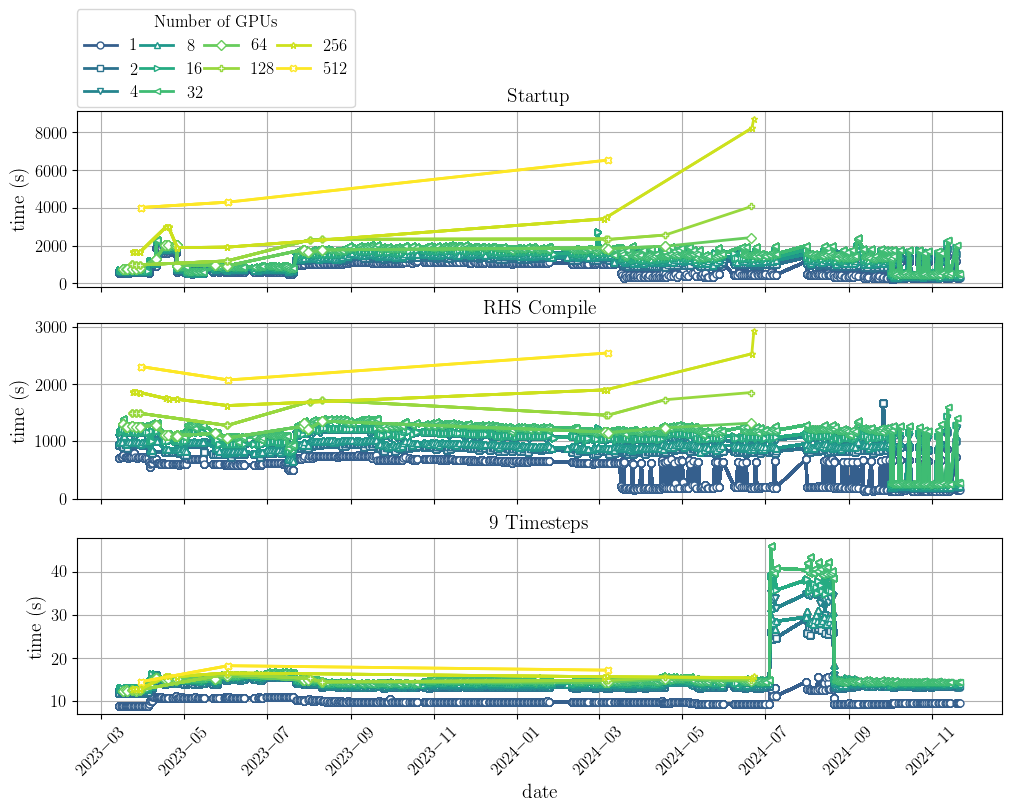 Number of GPUs
1 8 64 256
2 16 128 512
4 32
Startup
8000
6000
4000
2000
0
time (s)
RHS Compile
3000
2000
1000
0
time (s)
9 Timesteps
40
30
20
10
time (s)
2023−03 2023−05 2023−07 2023−09 2023−11 2024−01 2024−03 2024−05 2024−07 2024−09 2024−11
date